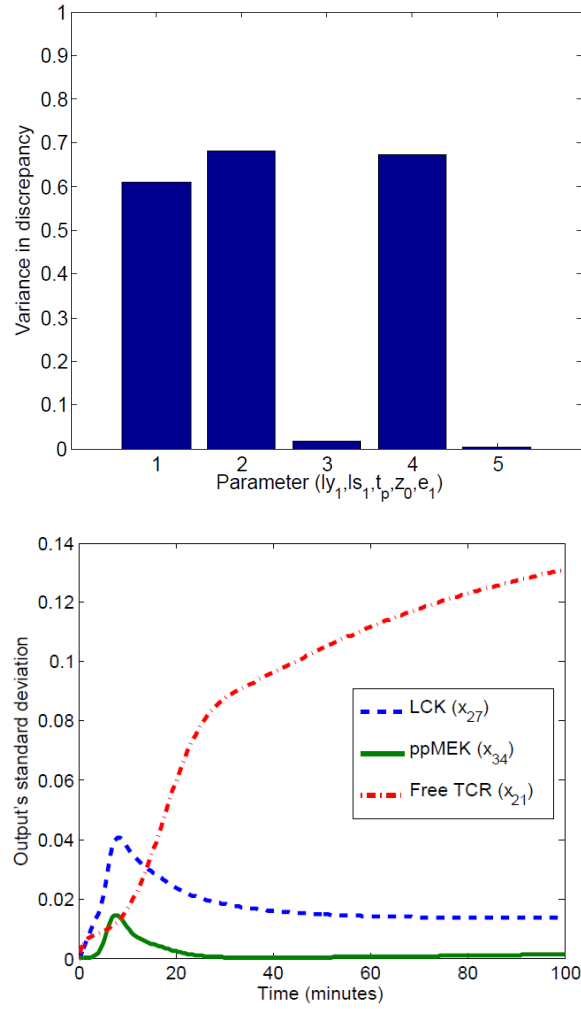 1
0.9
0.8
0.7
0.6
0.5
0.4
0.3
0.2
0.1
0
Variance in discrepancy
1 2 3 4 5
Parameter (ly1,ls1,tp,z0,e1)
0.14
0.12
0.1
0.08
0.06
0.04
0.02
0
Output's standard deviation
LCK (x27)
ppMEK (x34)
Free TCR (x21)
0 20 40 60 80 100
Time (minutes)